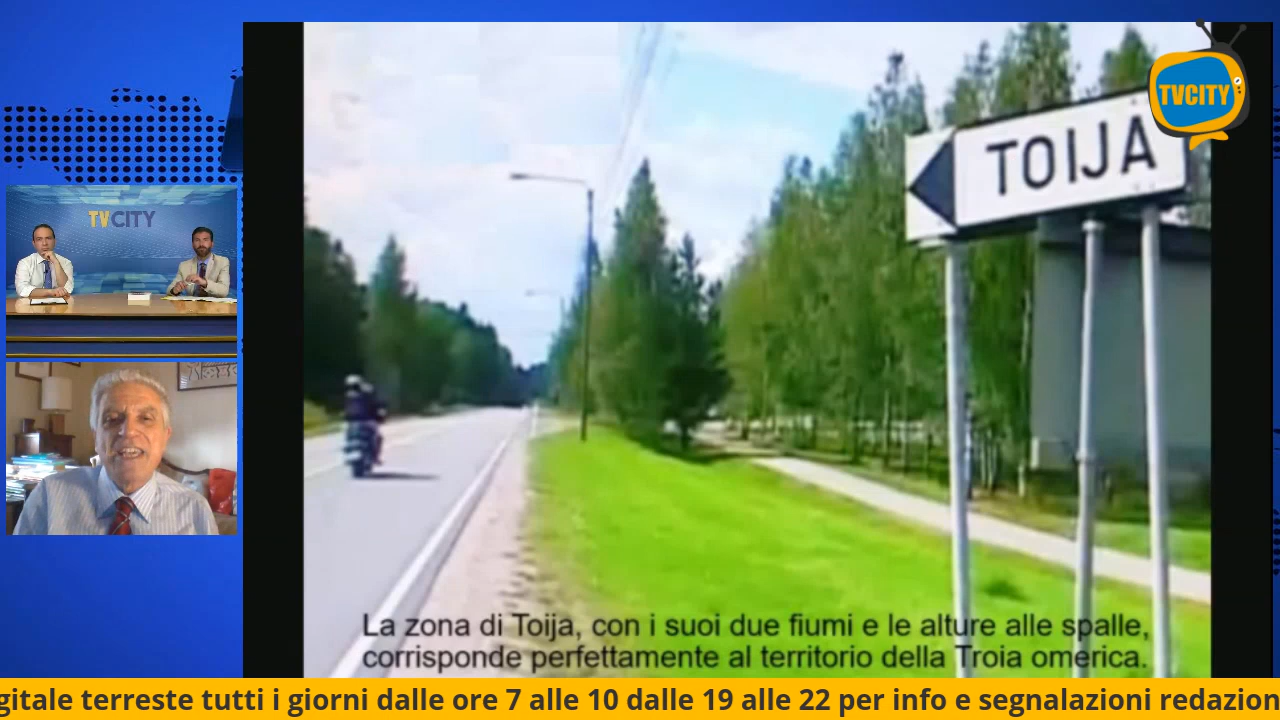 TVCITY
TVCITY
TOIJA
La zona di Toija, con i suoi due fiumi e le alture alle spalle,
corrisponde perfettamente al territorio della Troia omerica.
gitale terreste tutti i giorni dalle ore 7 alle 10 dalle 19 alle 22 per info e segnalazioni redazion